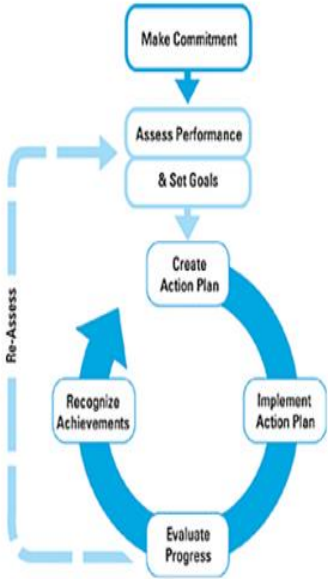 Make Commitment
Assess Performance
& Set Goals
Create
Action Plan
Implement
Action Plan
Evaluate
Progress
Recognize
Achievements
Re-Assess